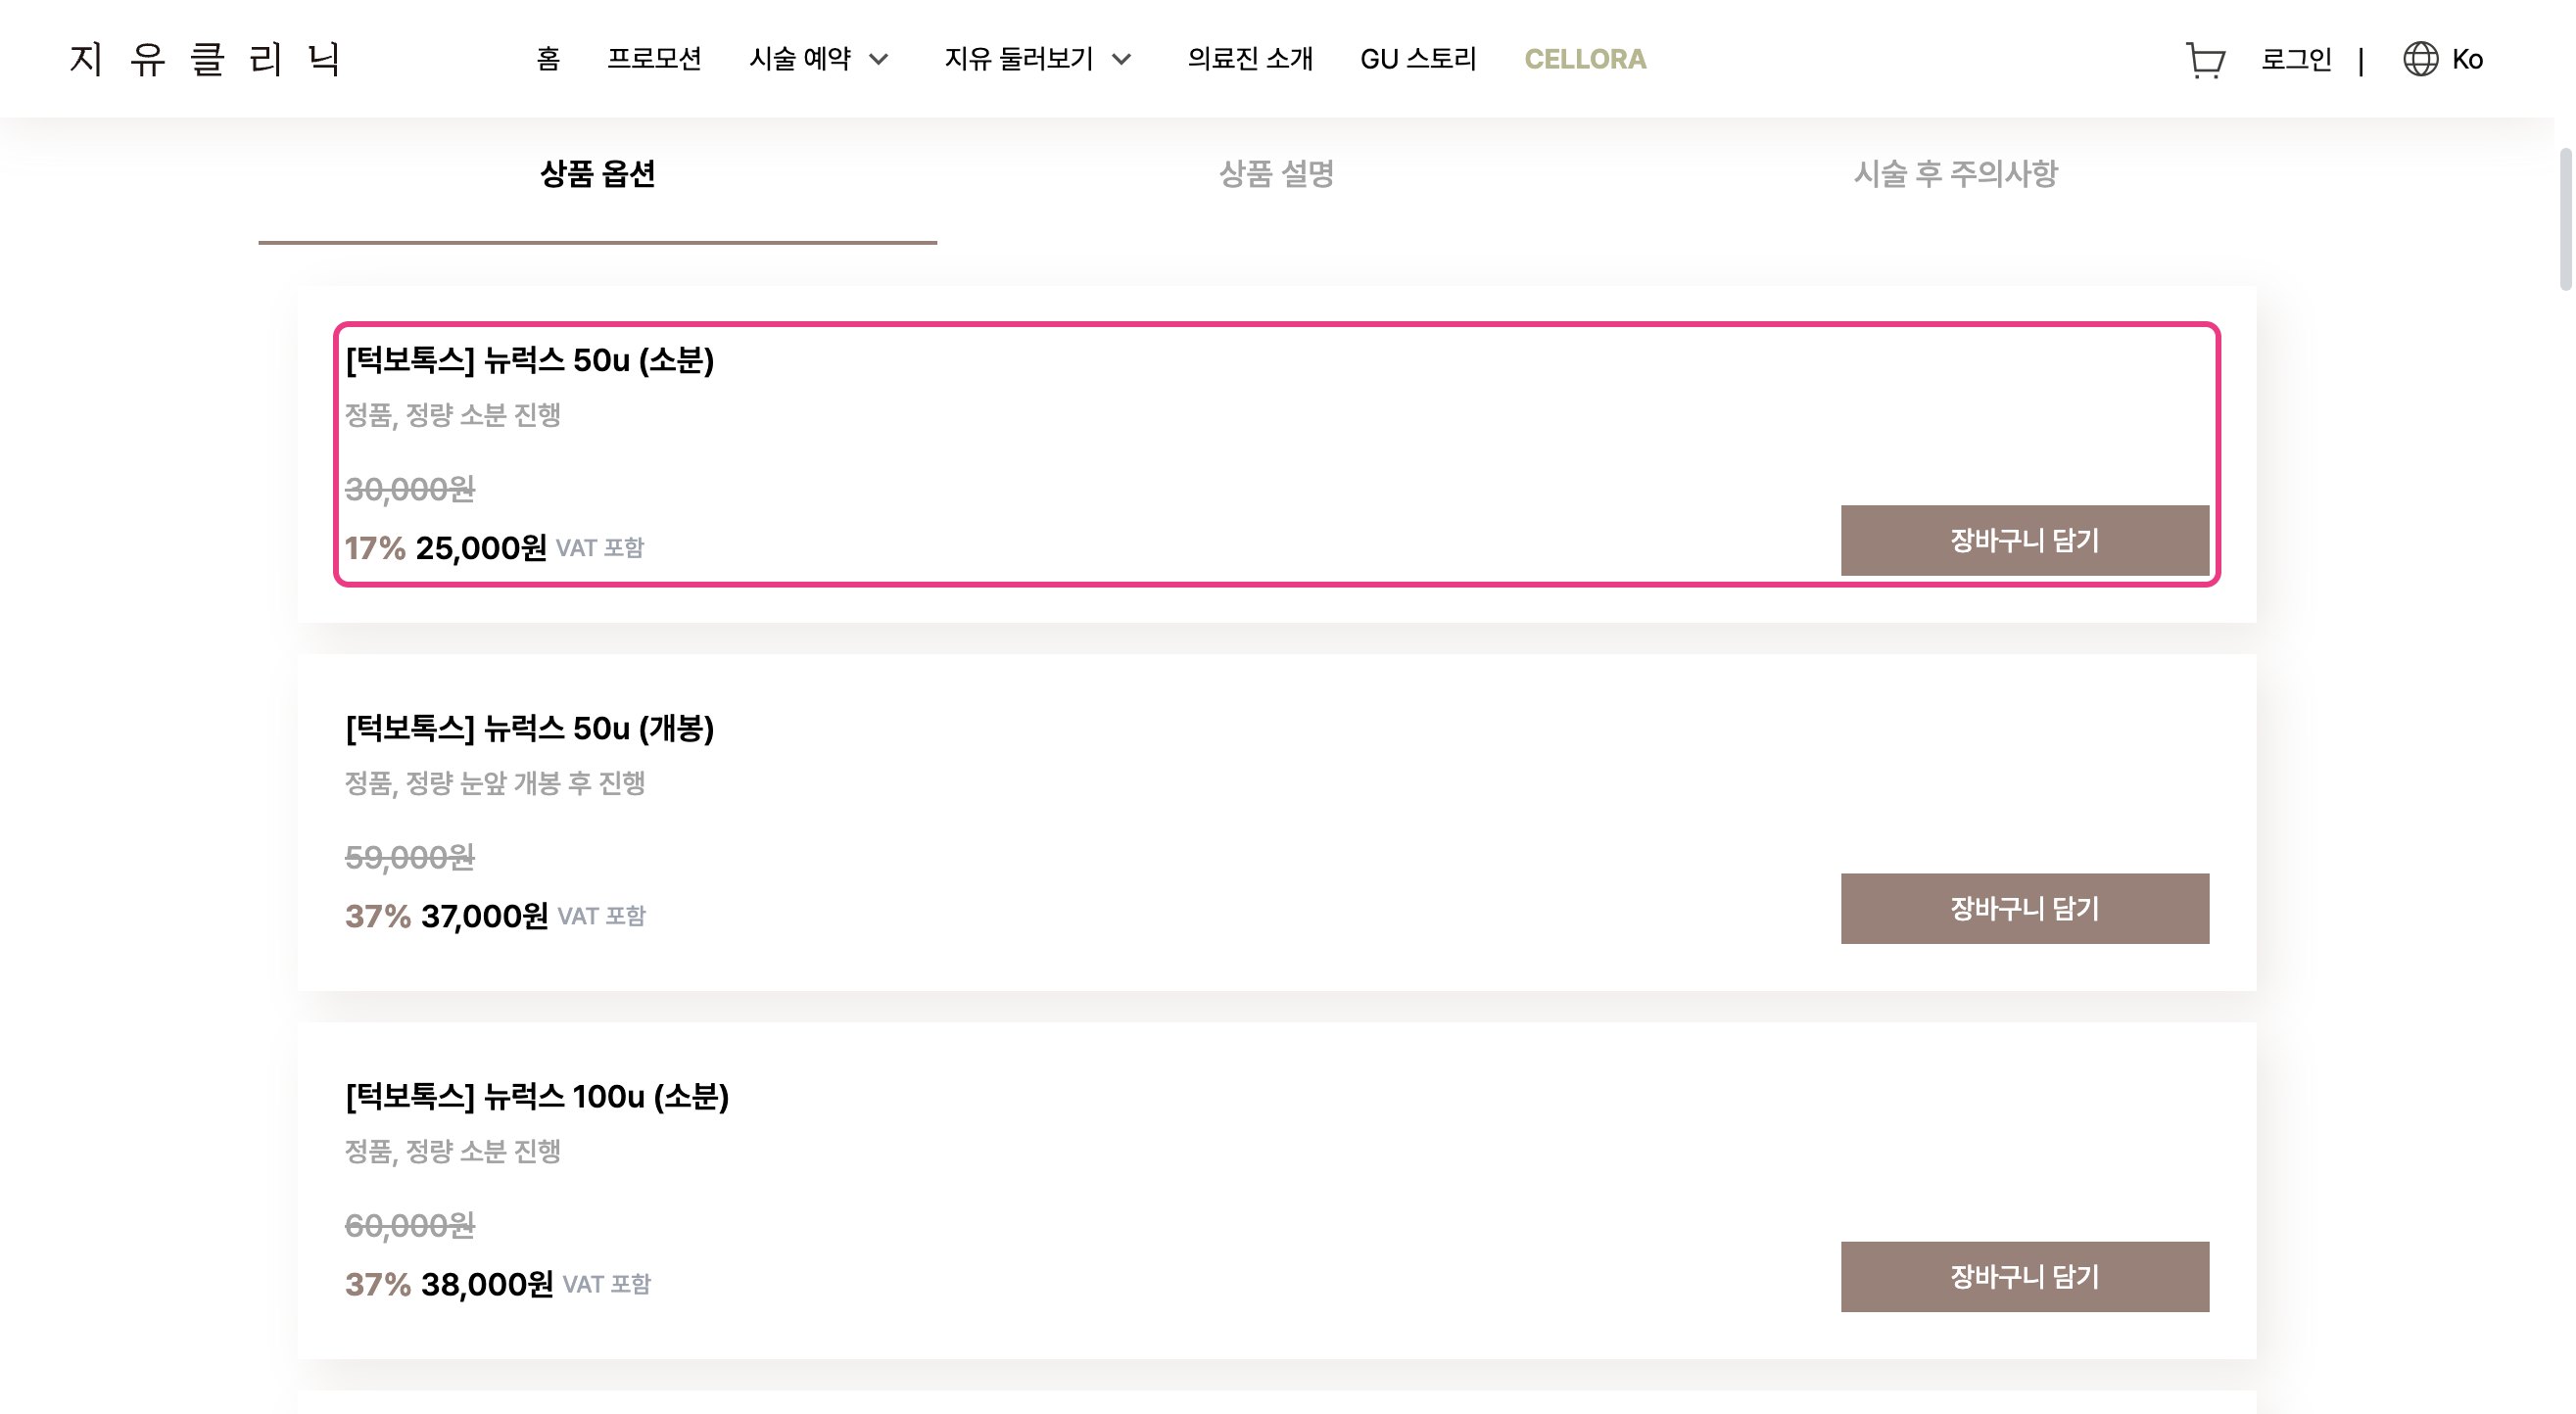 지유클리닉
홈 프로모션 시술 예약 지유 둘러보기 의료진 소개 GU 스토리 CELLORA 로그인 | Ko
상품 옵션 상품 설명 시술 후 주의사항
[턱보톡스] 뉴럭스 50u (소분)
정품, 정량 소분 진행
30,000원
17% 25,000원 VAT 포함 장바구니 담기
[턱보톡스] 뉴럭스 50u (개봉)
정품, 정량 눈앞 개봉 후 진행
59,000원
37% 37,000원 VAT 포함 장바구니 담기
[턱보톡스] 뉴럭스 100u (소분)
정품, 정량 소분 진행
60,000원
37% 38,000원 VAT 포함 장바구니 담기